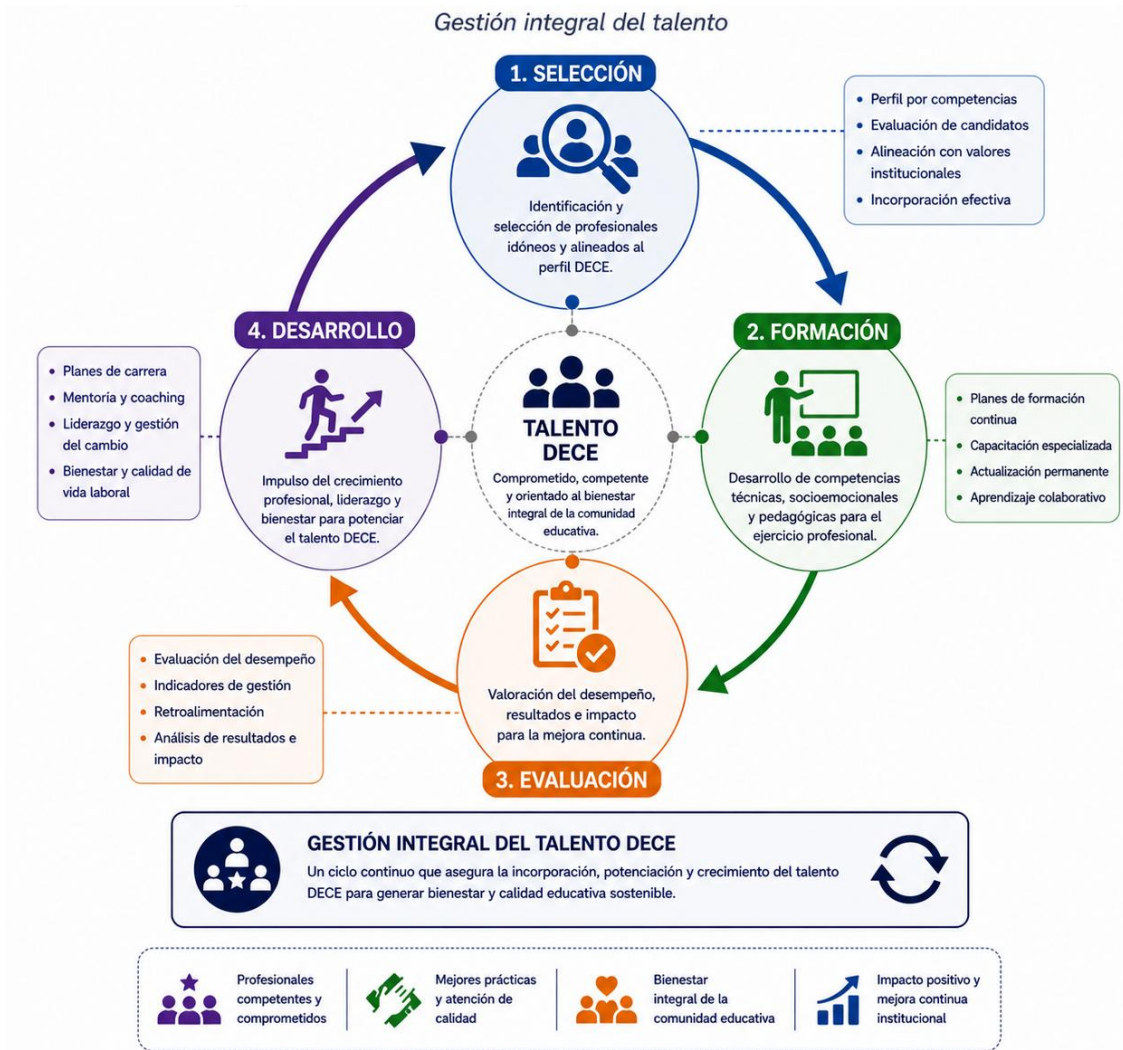 Gestión integral del talento
1. SELECCIÓN
Identificación y
selección de profesionales
idóneos y alineados al
perfil DECE.
• Perfil por competencias
• Evaluación de candidatos
• Alineación con valores
institucionales
• Incorporación efectiva
4. DESARROLLO
Impulso del crecimiento
profesional, liderazgo y
bienestar para potenciar
el talento DECE.
• Planes de carrera
• Mentoría y coaching
• Liderazgo y gestión
del cambio
• Bienestar y calidad de
vida laboral
TALENTO
DECE
Comprometido, competente
y orientado al bienestar
integral de la comunidad
educativa.
2. FORMACIÓN
Desarrollo de competencias
técnicas, socioemocionales
y pedagógicas para el
ejercicio profesional.
• Planes de formación
continua
• Capacitación especializada
• Actualización permanente
• Aprendizaje colaborativo
• Evaluación del desempeño
• Indicadores de gestión
• Retroalimentación
• Análisis de resultados e
impacto
Valoración del desempeño,
resultados e impacto
para la mejora continua.
3. EVALUACIÓN
GESTIÓN INTEGRAL DEL TALENTO DECE
Un ciclo continuo que asegura la incorporación, potenciación y crecimiento del talento
DECE para generar bienestar y calidad educativa sostenible.
Profesionales
competentes y
comprometidos
Mejores prácticas
y atención de
calidad
Bienestar
integral de la
comunidad educativa
Impacto positivo y
mejora continua
institucional